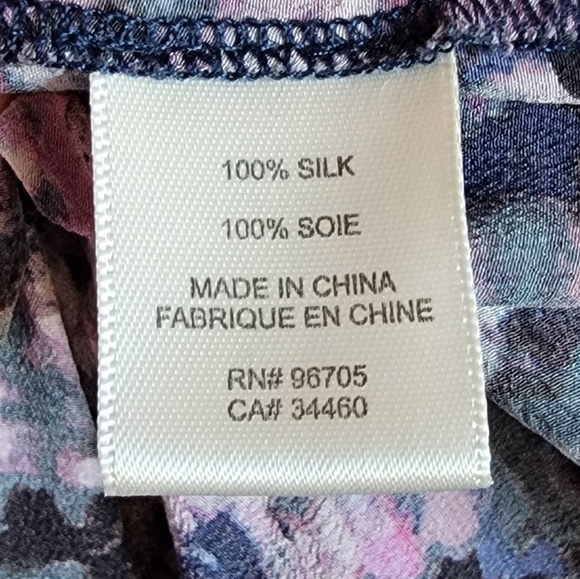 100% SILK
100% SOIE
MADE IN CHINA
FABRIQUE EN CHINE
RN# 96705
CA# 34460